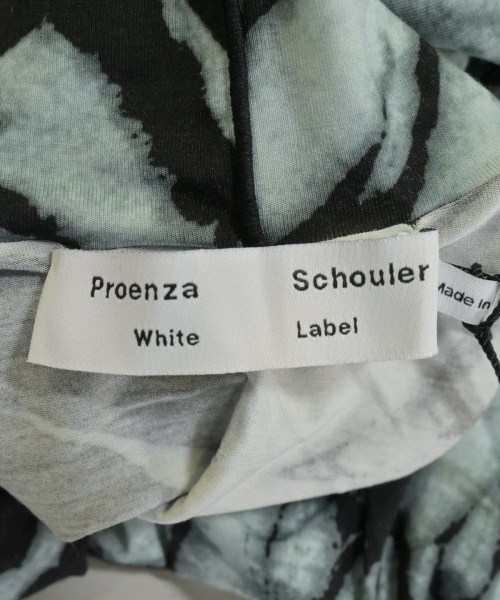 Proenza Schouler
White Label
Made in